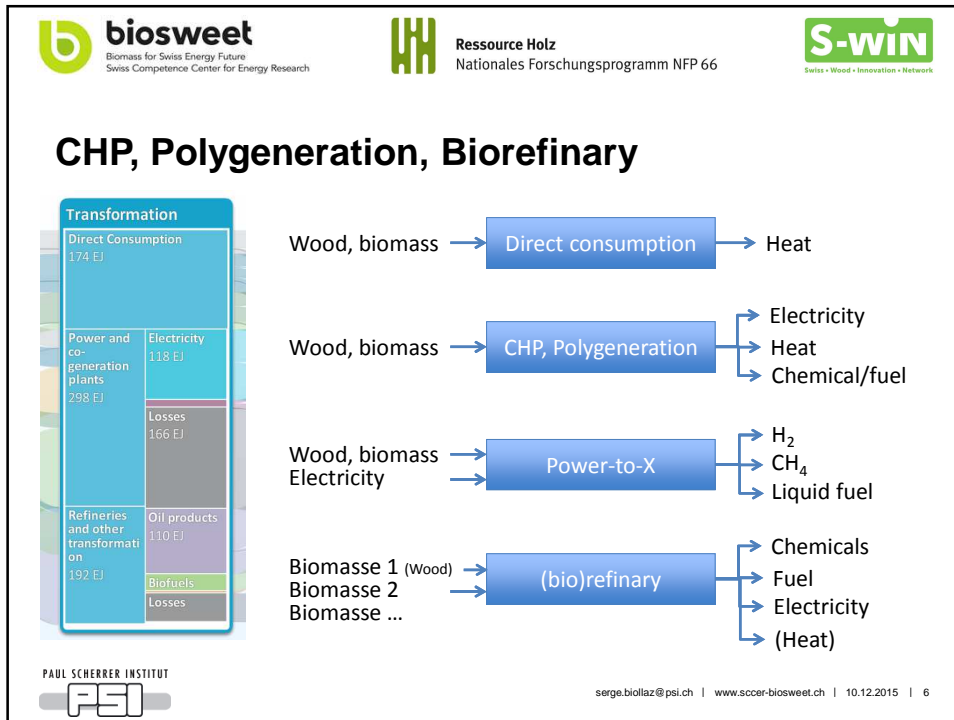 biosweet
Biomass for Swiss Energy Future
Swiss Competence Center for Energy Research
Ressource Holz
Nationales Forschungsprogramm NFP 66
S-WiN
Swiss • Wood • Innovation • Network
CHP, Polygeneration, Biorefinary
Transformation
Direct Consumption
174 EJ
Power and
co-
generation
plants
298 EJ
Electricity
118 EJ
Losses
166 EJ
Refineries
and other
transformati
on
192 EJ
Oil products
110 EJ
Biofuels
Losses
Wood, biomass
Direct consumption
Heat
Wood, biomass
CHP, Polygeneration
Electricity
Heat
Chemical/fuel
Wood, biomass
Electricity
Power-to-X
H₂
CH₄
Liquid fuel
Biomasse 1 (Wood)
Biomasse 2
Biomasse ...
(bio)refinary
Chemicals
Fuel
Electricity
(Heat)
PAUL SCHERRER INSTITUT
PSI
serge.biollaz@psi.ch | www.sccer-biosweet.ch | 10.12.2015 | 6